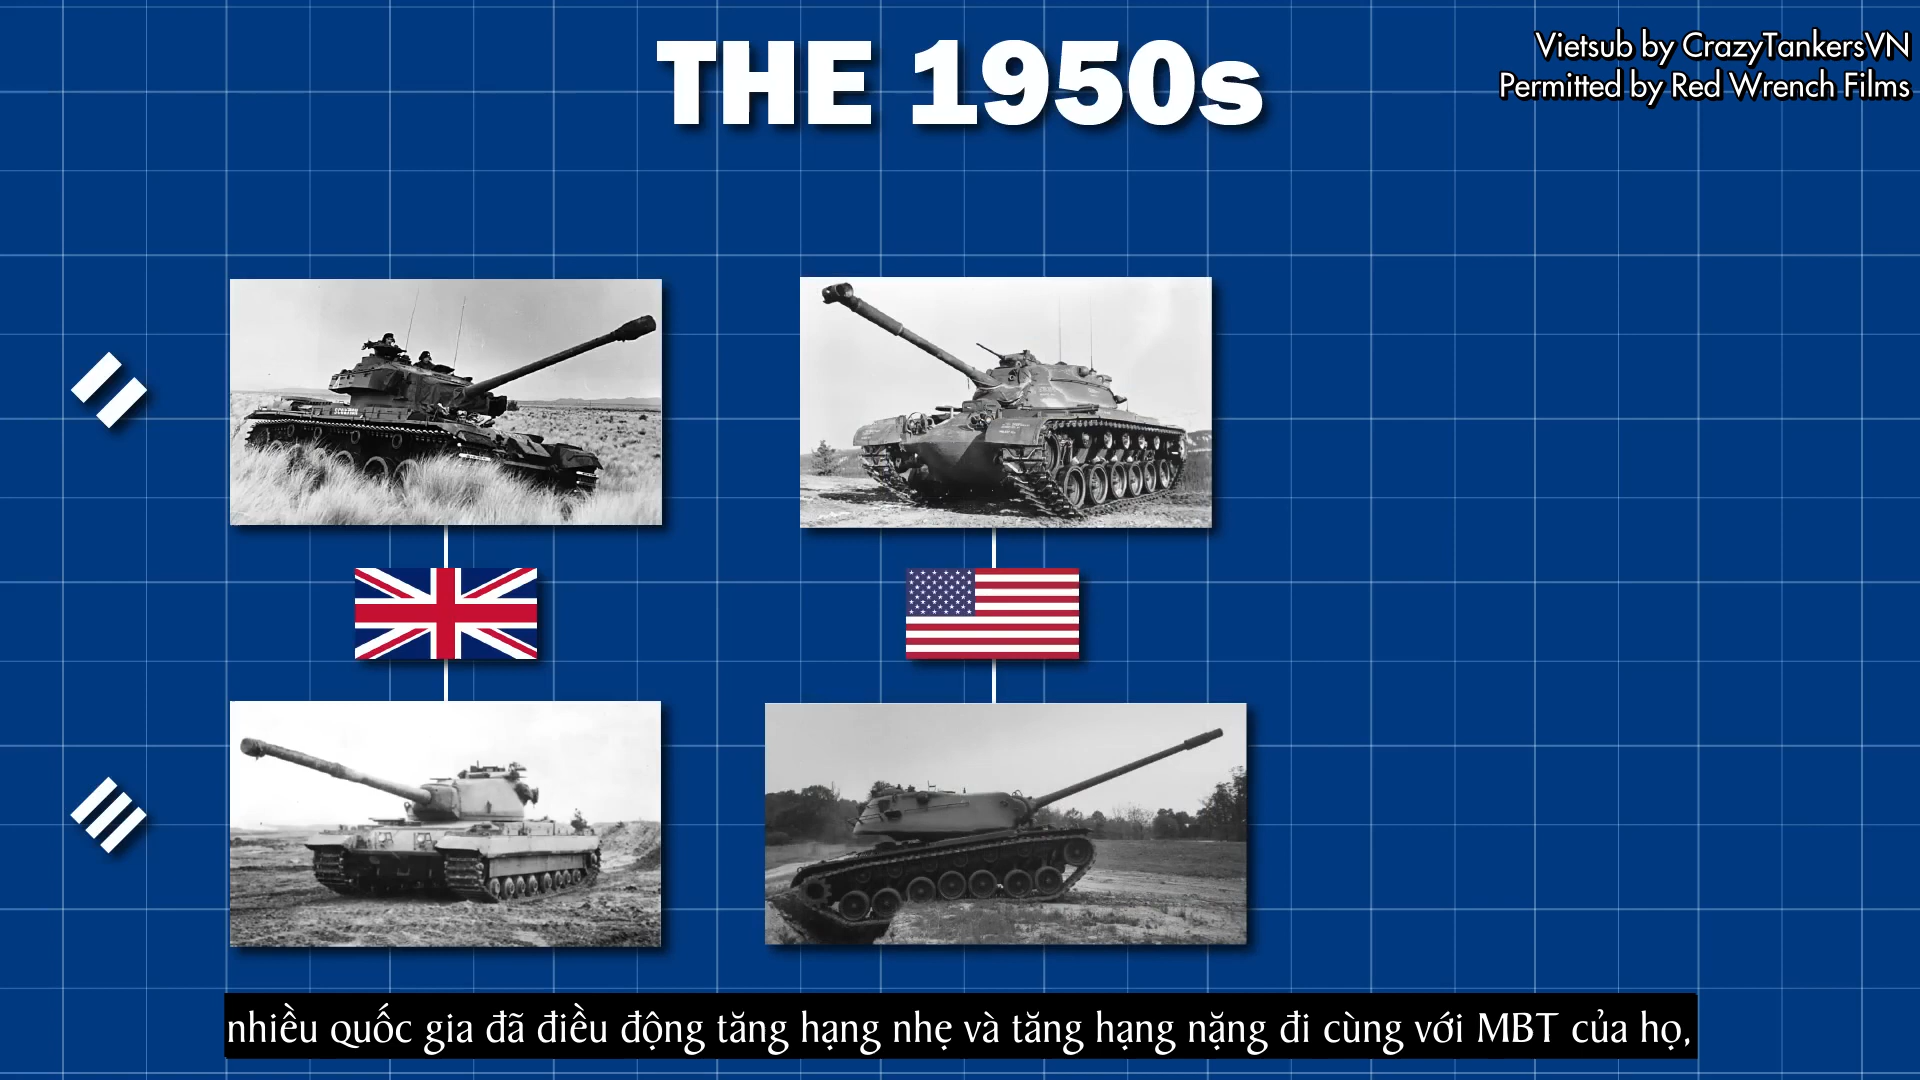 THE 1950s
Vietsub by CrazyTankersVN
Permitted by Red Wrench Films
nhiều quốc gia đã điều động tăng hạng nhẹ và tăng hạng nặng đi cùng với MBT của họ,